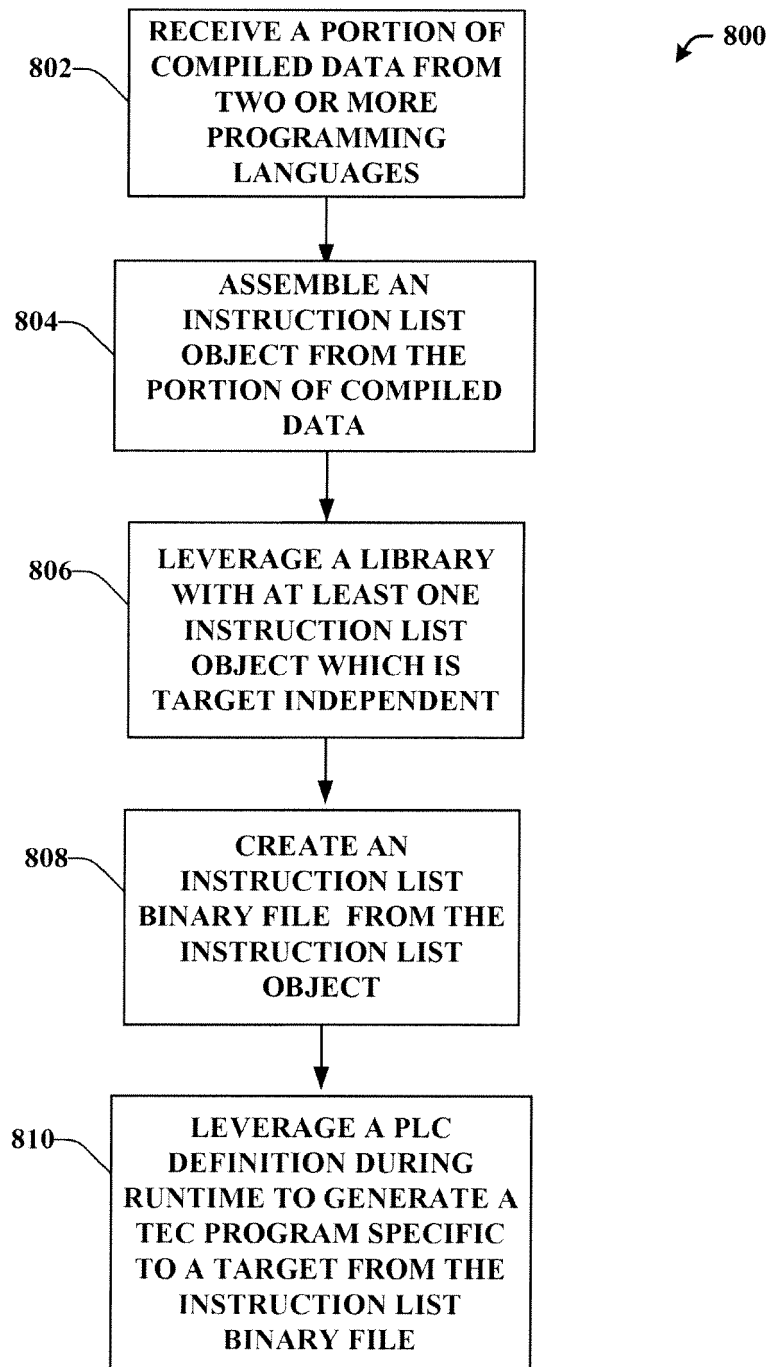 800
802
RECEIVE A PORTION OF
COMPILED DATA FROM
TWO OR MORE
PROGRAMMING
LANGUAGES
804
ASSEMBLE AN
INSTRUCTION LIST
OBJECT FROM THE
PORTION OF COMPILED
DATA
806
LEVERAGE A LIBRARY
WITH AT LEAST ONE
INSTRUCTION LIST
OBJECT WHICH IS
TARGET INDEPENDENT
808
CREATE AN
INSTRUCTION LIST
BINARY FILE FROM THE
INSTRUCTION LIST
OBJECT
810
LEVERAGE A PLC
DEFINITION DURING
RUNTIME TO GENERATE A
TEC PROGRAM SPECIFIC
TO A TARGET FROM THE
INSTRUCTION LIST
BINARY FILE